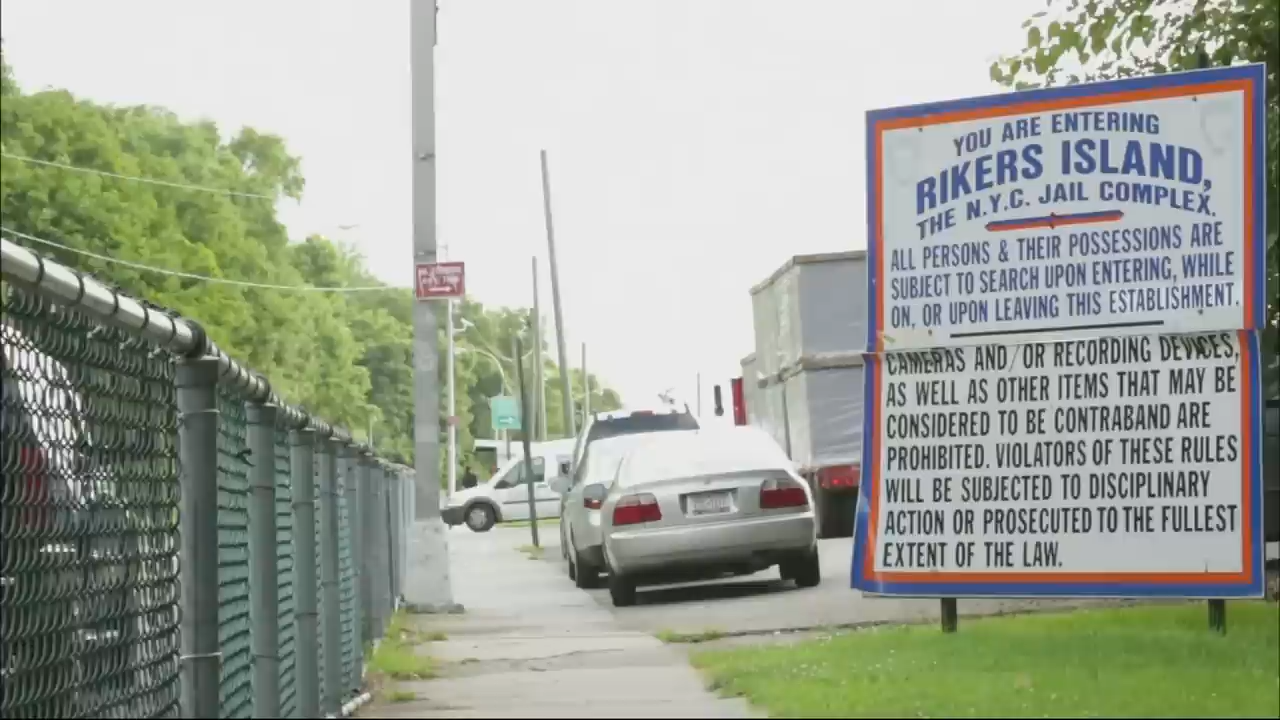 YOU ARE ENTERING
RIKERS ISLAND,
THE N.Y.C. JAIL COMPLEX.
ALL PERSONS & THEIR POSSESSIONS ARE
SUBJECT TO SEARCH UPON ENTERING, WHILE
ON, OR UPON LEAVING THIS ESTABLISHMENT.
CAMERAS AND/OR RECORDING DEVICES,
AS WELL AS OTHER ITEMS THAT MAY BE
CONSIDERED TO BE CONTRABAND ARE
PROHIBITED. VIOLATORS OF THESE RULES
WILL BE SUBJECTED TO DISCIPLINARY
ACTION OR PROSECUTED TO THE FULLEST
EXTENT OF THE LAW.